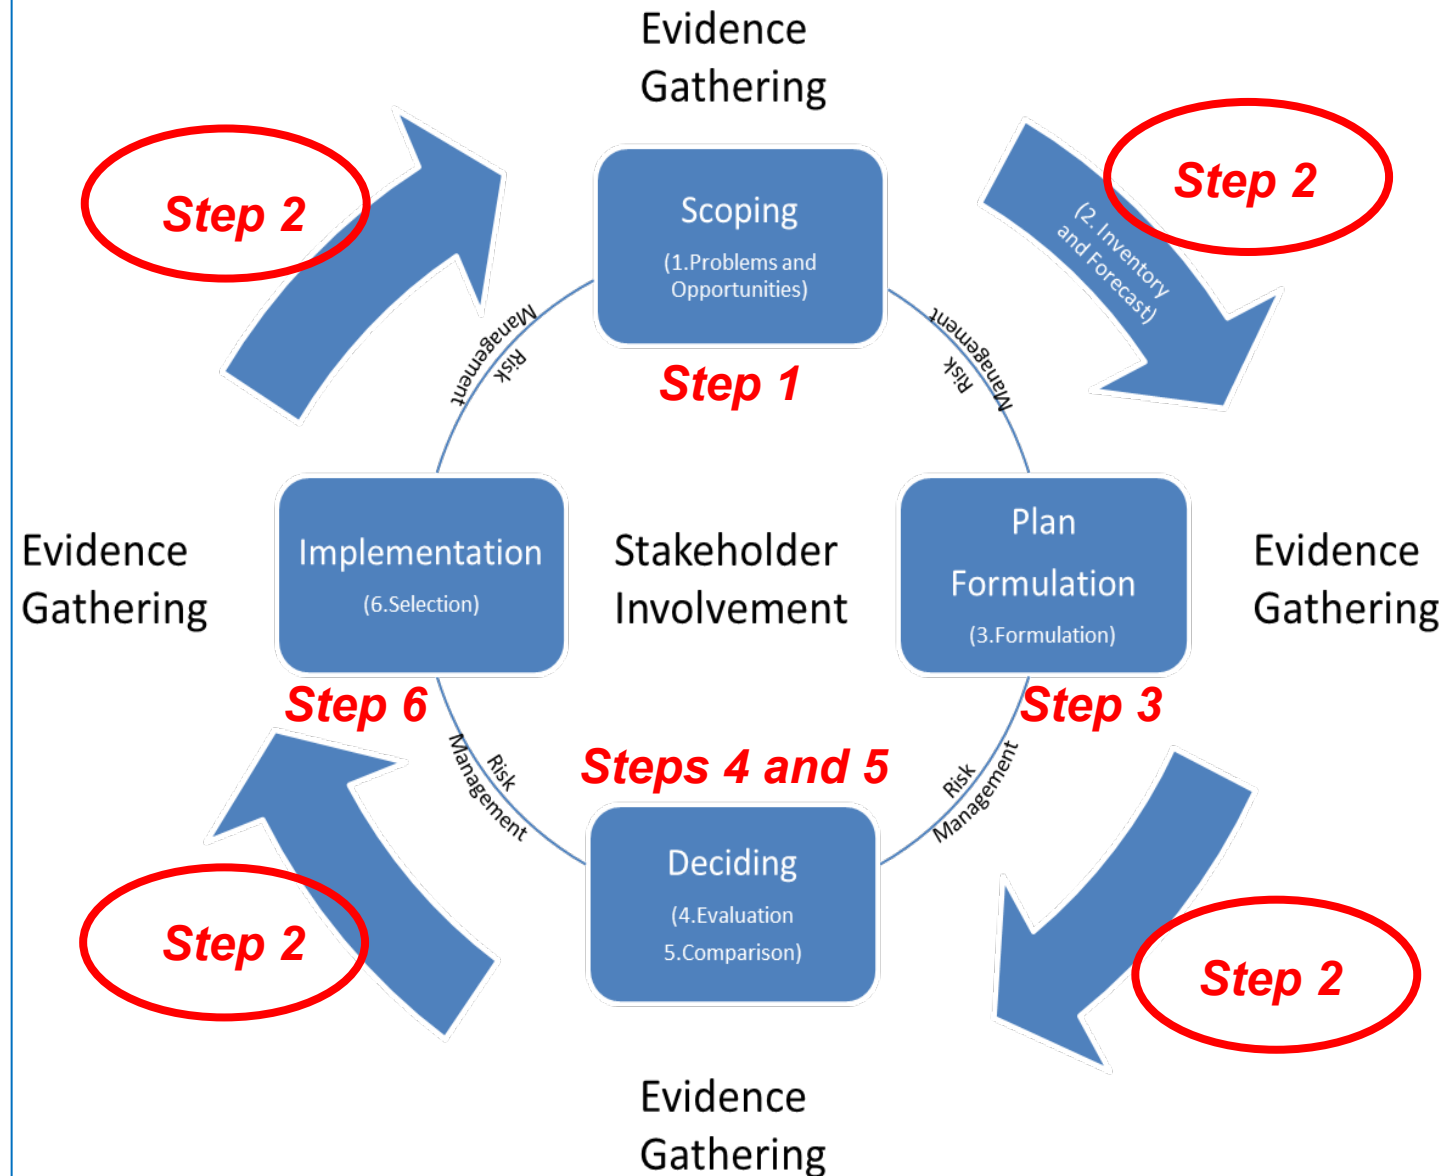 Evidence
Gathering
Step 2
Step 2
(2. Inventory
and Forecast)
Scoping
(1.Problems and
Opportunities)
Risk
Management
Risk
Management
Step 1
Evidence
Gathering
Implementation
(6.Selection)
Stakeholder
Involvement
Plan
Formulation
(3.Formulation)
Evidence
Gathering
Step 6
Step 3
Risk
Management
Steps 4 and 5
Risk
Management
Deciding
(4.Evaluation
5.Comparison)
Step 2
Step 2
Evidence
Gathering